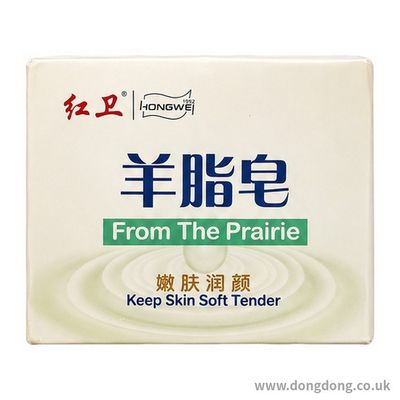 红卫® HONGWEI 1992
羊脂皂
From The Prairie
嫩肤润颜
Keep Skin Soft Tender
www.dongdong.co.uk